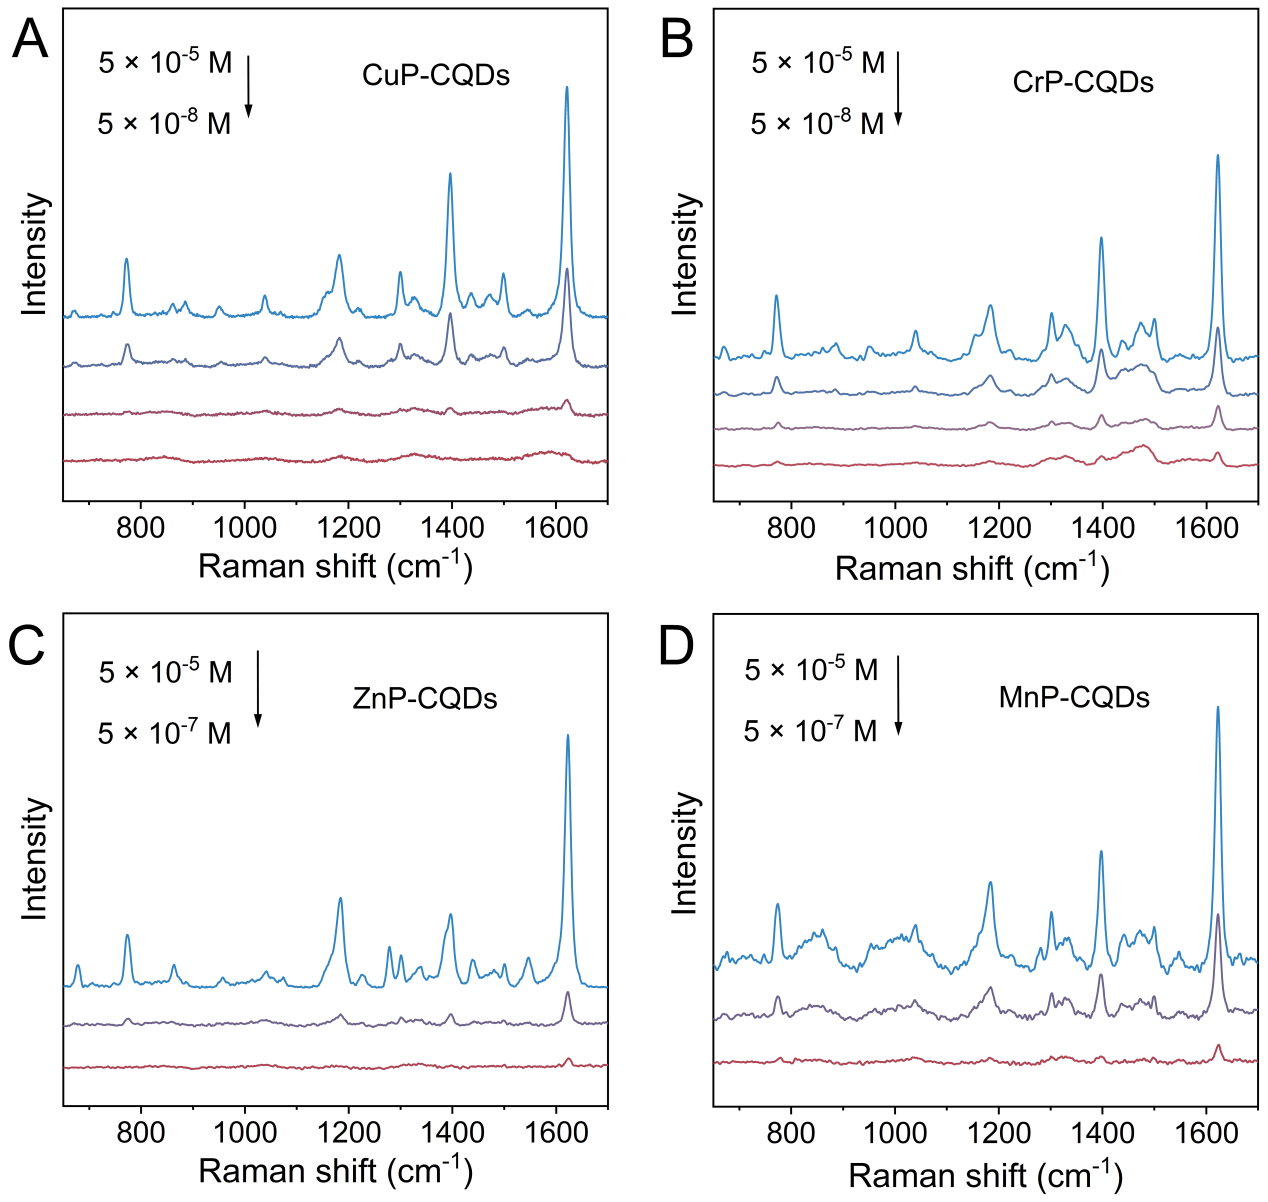 A
5 × 10⁻⁵ M
5 × 10⁻⁸ M
CuP-CQDs
Intensity
800 1000 1200 1400 1600
Raman shift (cm⁻¹)
B
5 × 10⁻⁵ M
5 × 10⁻⁸ M
CrP-CQDs
Intensity
800 1000 1200 1400 1600
Raman shift (cm⁻¹)
C
5 × 10⁻⁵ M
5 × 10⁻⁷ M
ZnP-CQDs
Intensity
800 1000 1200 1400 1600
Raman shift (cm⁻¹)
D
5 × 10⁻⁵ M
5 × 10⁻⁷ M
MnP-CQDs
Intensity
800 1000 1200 1400 1600
Raman shift (cm⁻¹)